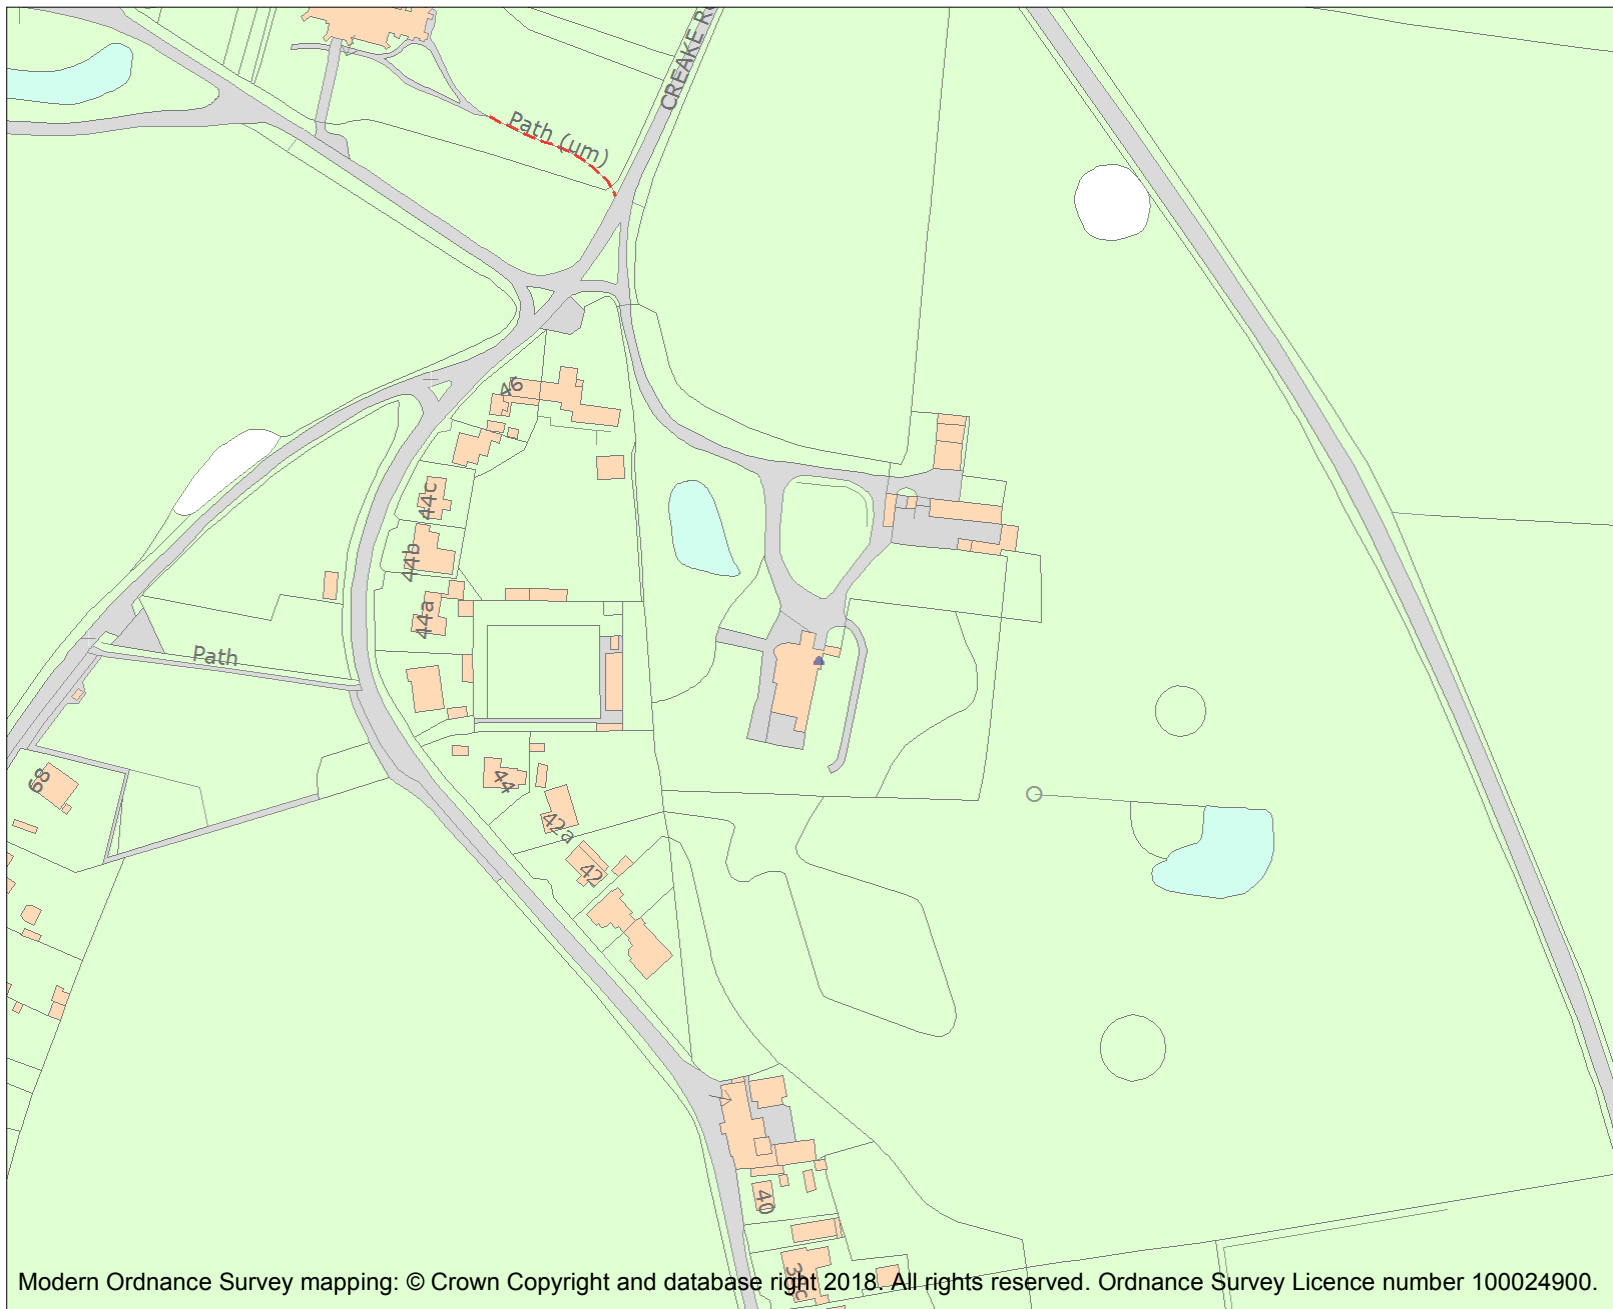 CREAKE R
Path (um)
46
44c
44b
44a
Path
68
44
42a
42
40
Modern Ordnance Survey mapping: © Crown Copyright and database right 2018. All rights reserved. Ordnance Survey Licence number 100024900.